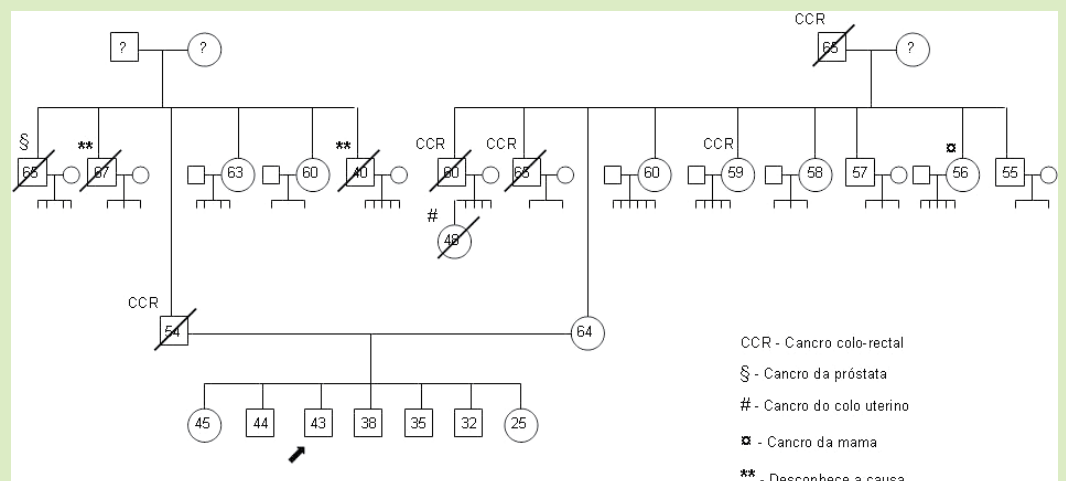 CCR
? ? 65 ?
§ ** ** CCR CCR CCR ¤
65 67 63 60 40 60 65 60 59 58 57 56 55
#
48
CCR
54 64
CCR - Cancro colo-rectal
§ - Cancro da próstata
# - Cancro do colo uterino
45 44 43 38 35 32 25
¤ - Cancro da mama
** - Desconhece a causa